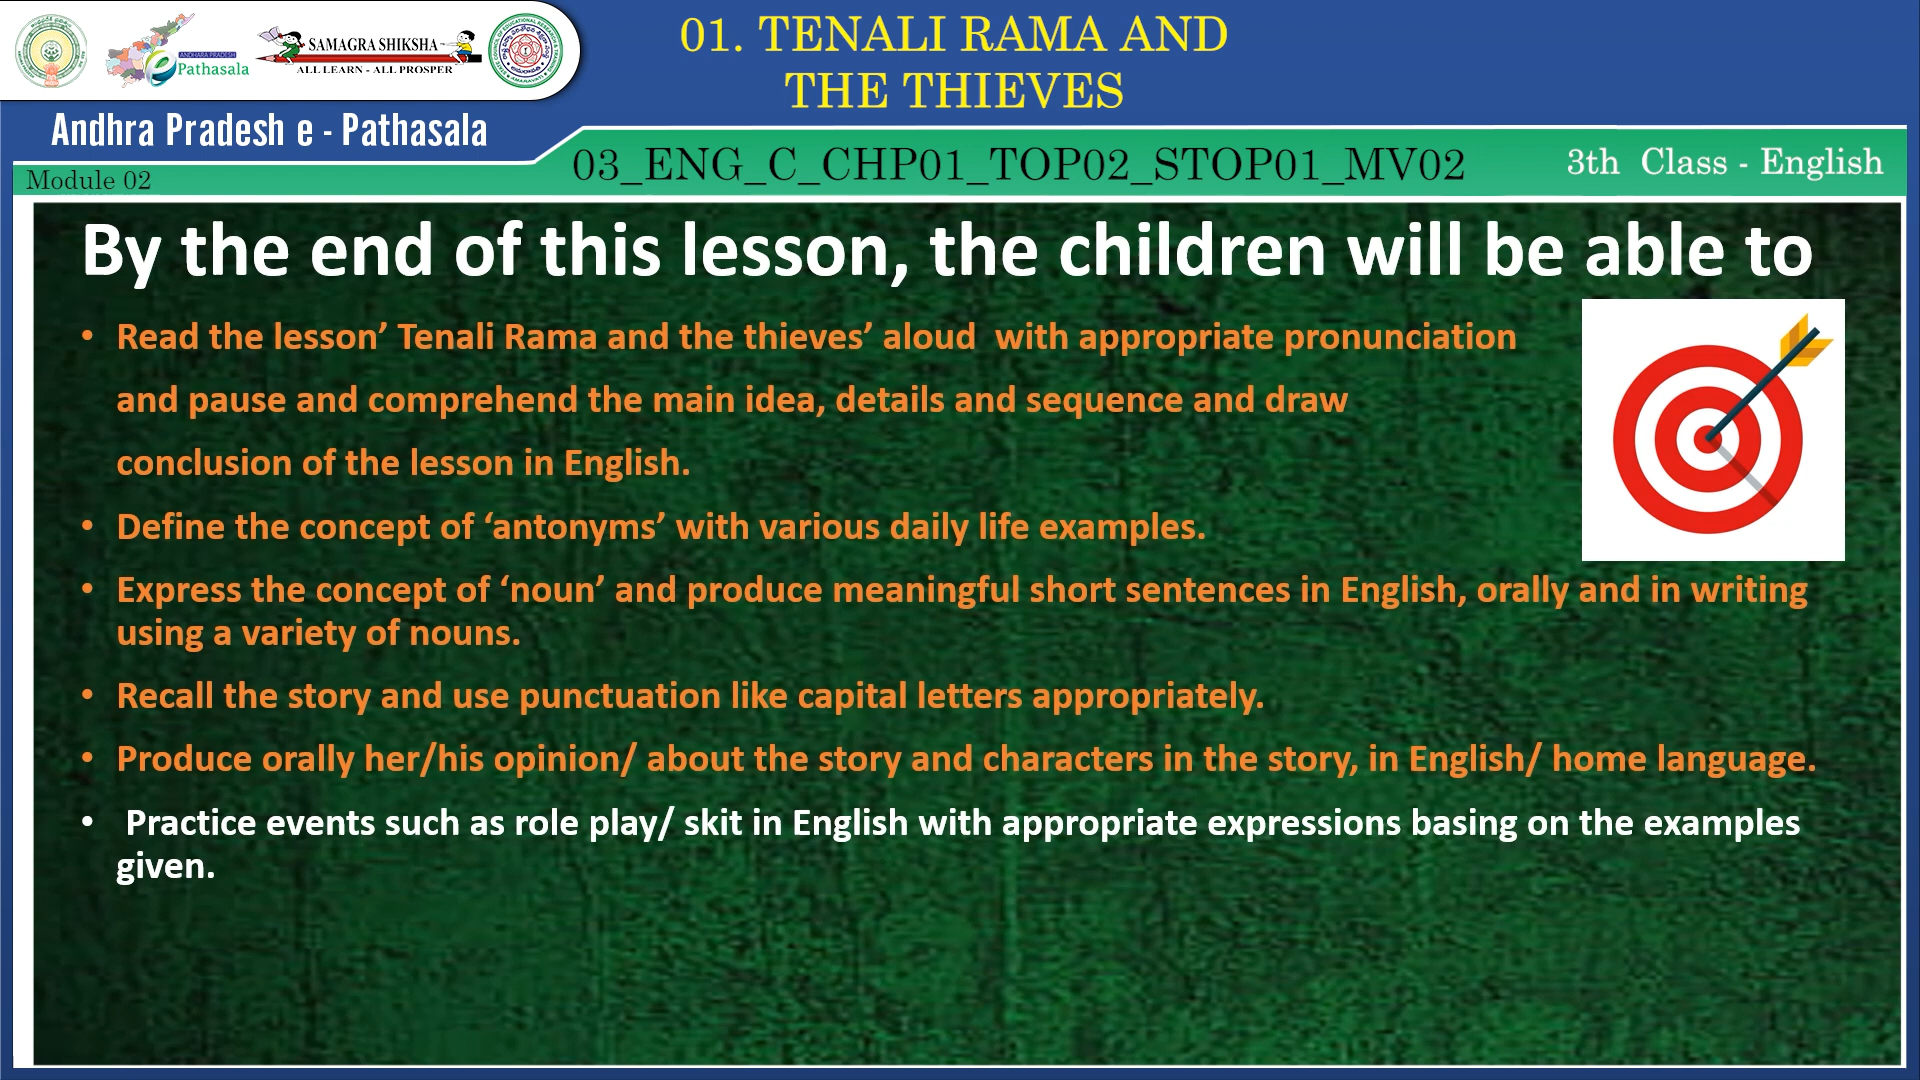 01. TENALI RAMA AND
THE THIEVES
ANDHRA PRADESH
e Pathasala
SAMAGRA SHIKSHA
ALL LEARN - ALL PROSPER
Andhra Pradesh e - Pathasala
Module 02
03_ENG_C_CHP01_TOP02_STOP01_MV02
3th Class - English
By the end of this lesson, the children will be able to
• Read the lesson’ Tenali Rama and the thieves’ aloud with appropriate pronunciation
and pause and comprehend the main idea, details and sequence and draw
conclusion of the lesson in English.
• Define the concept of ‘antonyms’ with various daily life examples.
• Express the concept of ‘noun’ and produce meaningful short sentences in English, orally and in writing
using a variety of nouns.
• Recall the story and use punctuation like capital letters appropriately.
• Produce orally her/his opinion/ about the story and characters in the story, in English/ home language.
• Practice events such as role play/ skit in English with appropriate expressions basing on the examples
given.